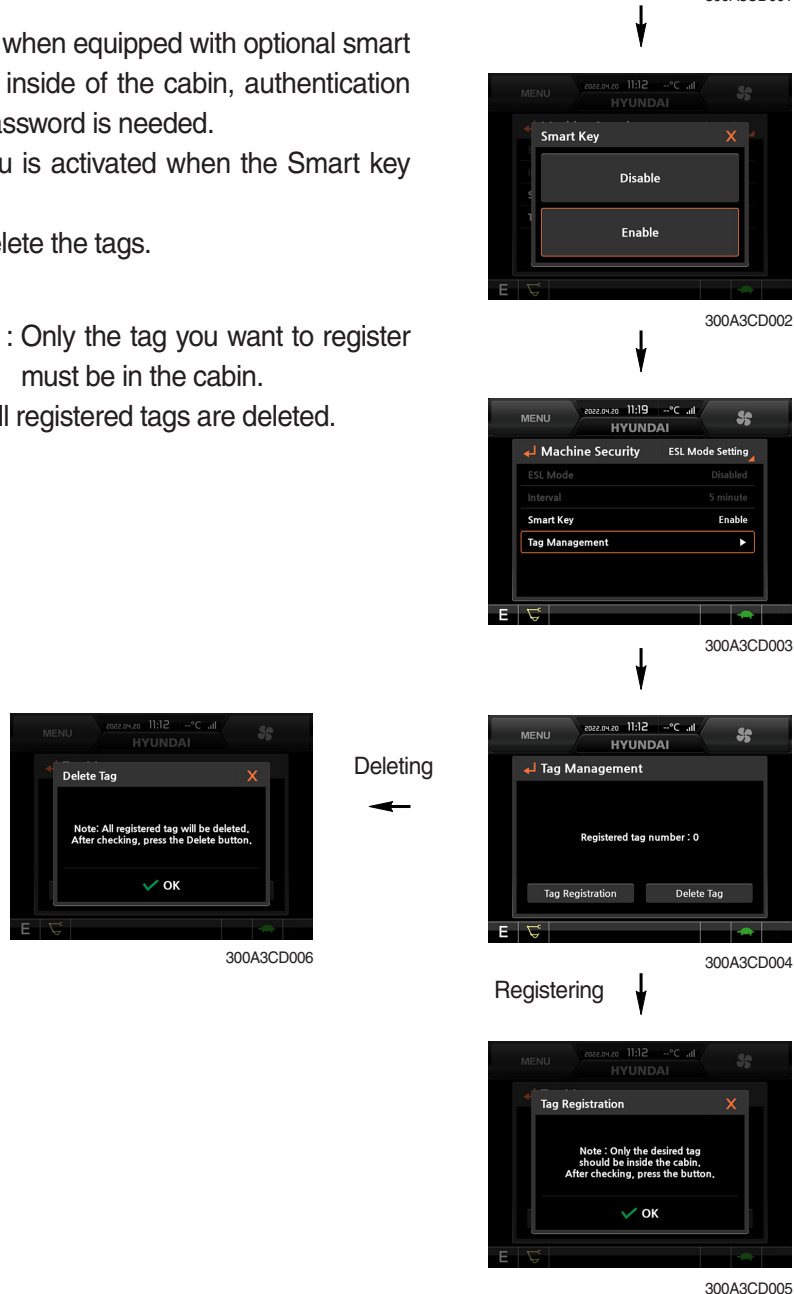 when equipped with optional smart
inside of the cabin, authentication
assword is needed.
u is activated when the Smart key
elete the tags.
: Only the tag you want to register
must be in the cabin.
ll registered tags are deleted.
MENU 2022.04.20 11:12 --°C
HYUNDAI
Smart Key X
Disable
Enable
E
300A3CD002
MENU 2022.04.20 11:19 --°C
HYUNDAI
Machine Security ESL Mode Setting
ESL Mode Disabled
Interval 5 minute
Smart Key Enable
Tag Management
E
300A3CD003
MENU 2022.04.20 11:12 --°C
HYUNDAI
Tag Management
Registered tag number : 0
Tag Registration Delete Tag
E
300A3CD004
Deleting
MENU 2022.04.20 11:12 --°C
HYUNDAI
Delete Tag X
Note: All registered tag will be deleted.
After checking, press the Delete button.
OK
E
300A3CD006
Registering
MENU 2022.04.20 11:12 --°C
HYUNDAI
Tag Registration X
Note : Only the desired tag
should be inside the cabin.
After checking, press the button.
OK
E
300A3CD005